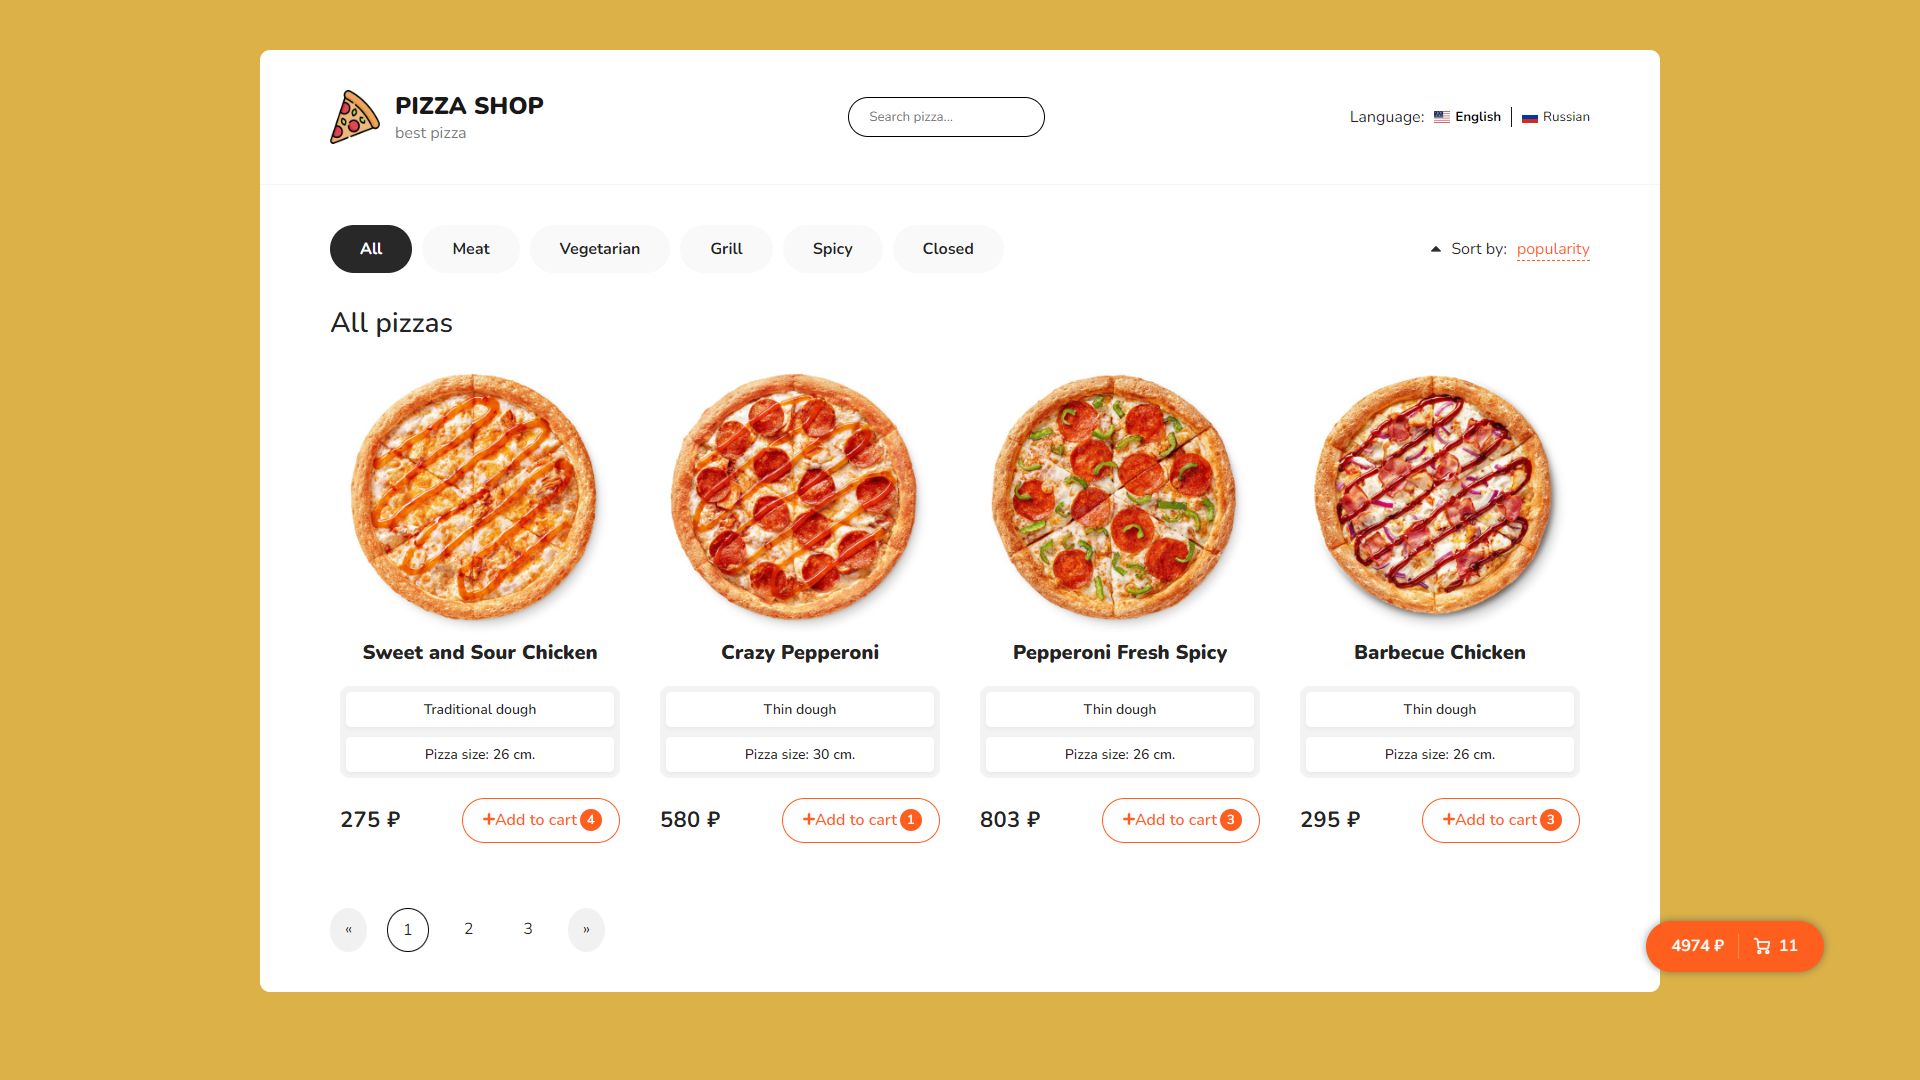 PIZZA SHOP
best pizza
Search pizza...
Language: English Russian
All Meat Vegetarian Grill Spicy Closed
Sort by: popularity
All pizzas
Sweet and Sour Chicken
Traditional dough
Pizza size: 26 cm.
275 ₽ +Add to cart 4
Crazy Pepperoni
Thin dough
Pizza size: 30 cm.
580 ₽ +Add to cart 1
Pepperoni Fresh Spicy
Thin dough
Pizza size: 26 cm.
803 ₽ +Add to cart 3
Barbecue Chicken
Thin dough
Pizza size: 26 cm.
295 ₽ +Add to cart 3
« 1 2 3 »
4974 ₽ 11